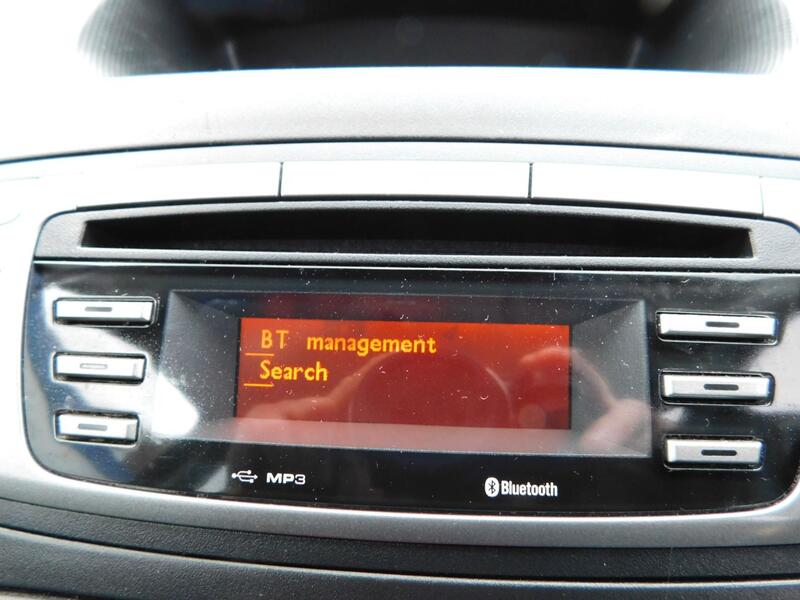 BT management
Search
MP3
Bluetooth